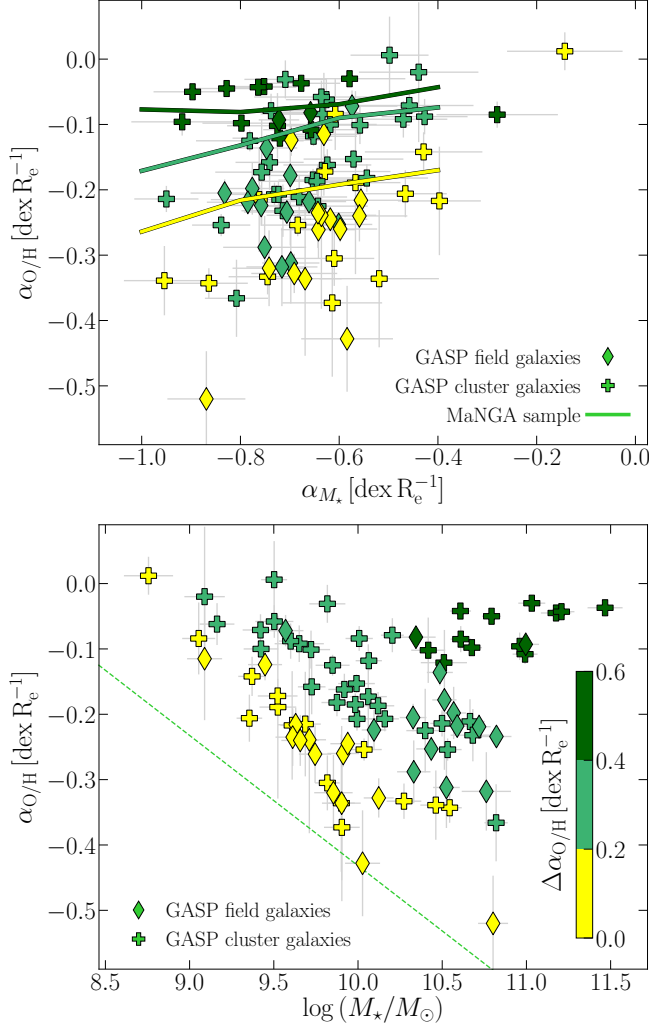 0.0
−0.1
−0.2
−0.3
−0.4
−0.5
α_O/H [dex R_e^−1]
GASP field galaxies
GASP cluster galaxies
MaNGA sample
−1.0 −0.8 −0.6 −0.4 −0.2 0.0
α_M⋆ [dex R_e^−1]
0.0
−0.1
−0.2
−0.3
−0.4
−0.5
α_O/H [dex R_e^−1]
GASP field galaxies
GASP cluster galaxies
0.6
0.4
0.2
0.0
Δα_O/H [dex R_e^−1]
8.5 9.0 9.5 10.0 10.5 11.0 11.5
log (M⋆/M⊙)